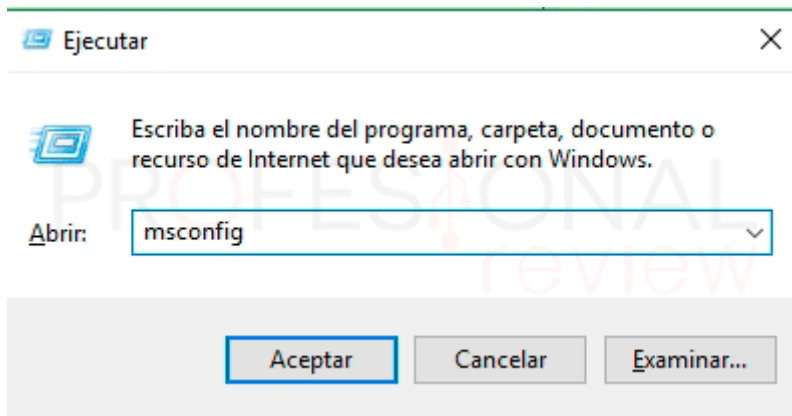 Ejecutar
Escriba el nombre del programa, carpeta, documento o
recurso de Internet que desea abrir con Windows.
PROFESIONAL
review
Abrir: msconfig
Aceptar Cancelar Examinar...